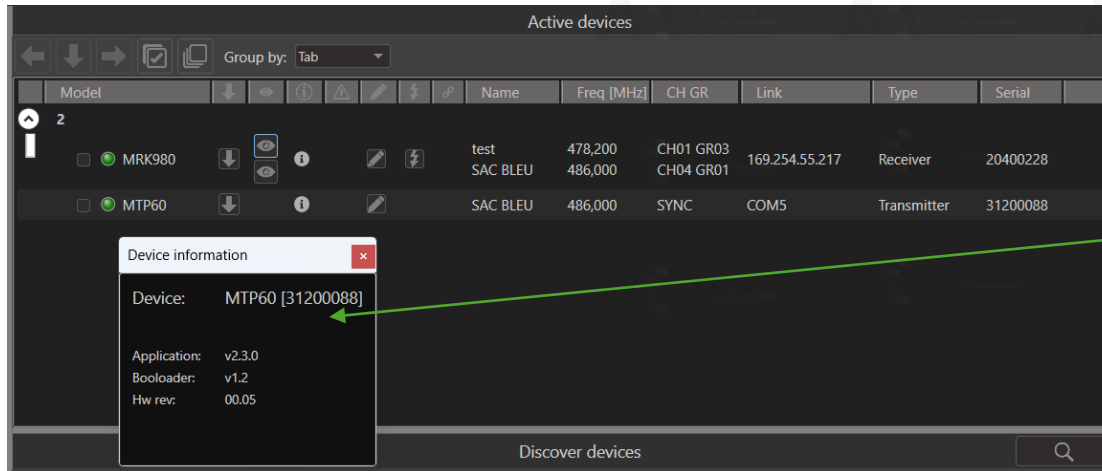 Active devices
Group by: Tab
Model Name Freq [MHz] CH GR Link Type Serial
2
MRK980 test 478,200 CH01 GR03 169.254.55.217 Receiver 20400228
SAC BLEU 486,000 CH04 GR01
MTP60 SAC BLEU 486,000 SYNC COM5 Transmitter 31200088
Device information
Device: MTP60 [31200088]
Application: v2.3.0
Booloader: v1.2
Hw rev: 00.05
Discover devices